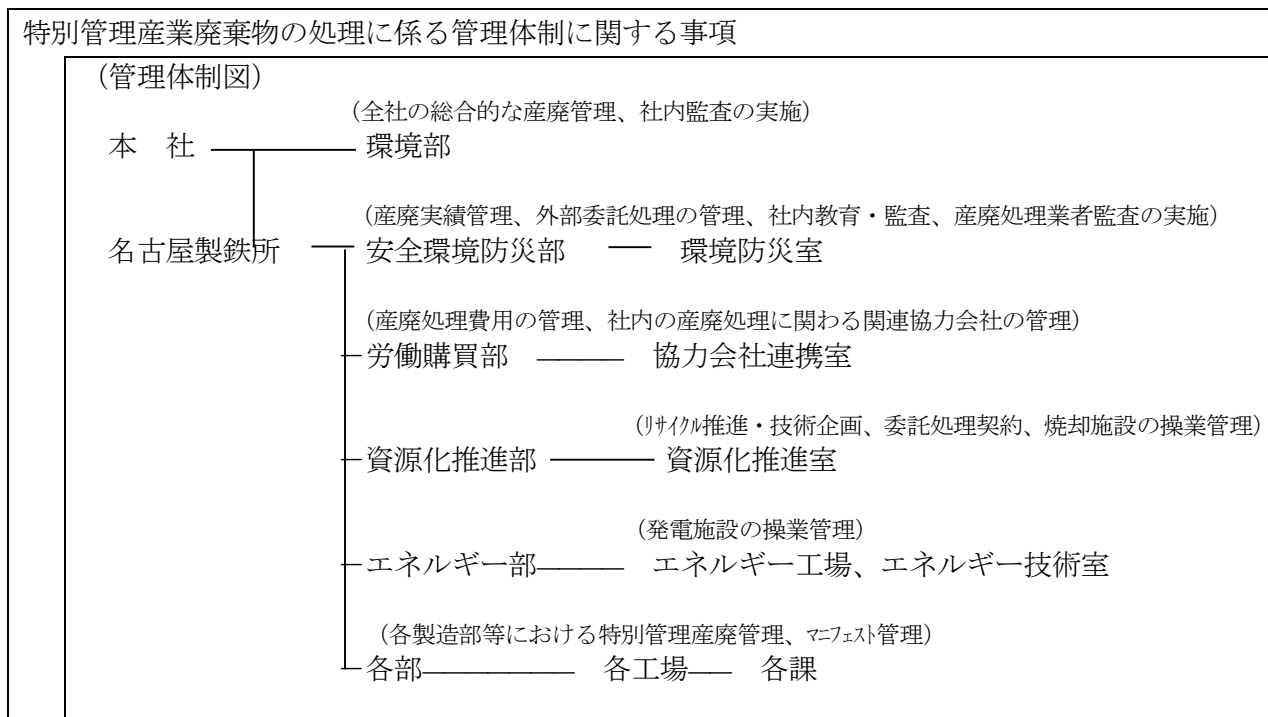 特別管理産業廃棄物の処理に係る管理体制に関する事項
(管理体制図)
(全社の総合的な産廃管理、社内監査の実施)
本　社　環境部
(産廃実績管理、外部委託処理の管理、社内教育・監査、産廃処理業者監査の実施)
名古屋製鉄所　安全環境防災部　環境防災室
(産廃処理費用の管理、社内の産廃処理に関わる関連協力会社の管理)
労働購買部　協力会社連携室
(ﾘｻｲｸﾙ推進・技術企画、委託処理契約、焼却施設の操業管理)
資源化推進部　資源化推進室
(発電施設の操業管理)
エネルギー部　エネルギー工場、エネルギー技術室
(各製造部等における特別管理産廃管理、ﾏﾆﾌｪｽﾄ管理)
各部　各工場　各課